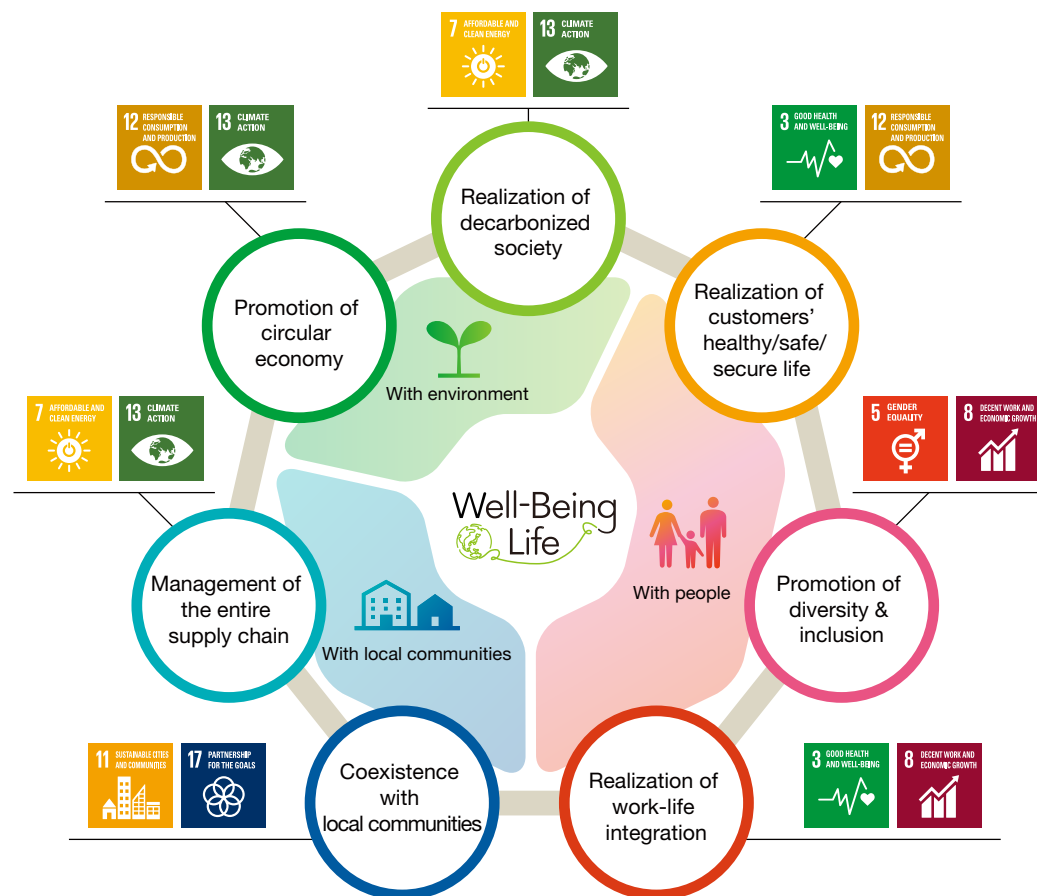 7 AFFORDABLE AND
CLEAN ENERGY
13 CLIMATE
ACTION
Realization of
decarbonized
society
3 GOOD HEALTH
AND WELL-BEING
12 RESPONSIBLE
CONSUMPTION
AND PRODUCTION
Realization of
customers’
healthy/safe/
secure life
5 GENDER
EQUALITY
8 DECENT WORK AND
ECONOMIC GROWTH
Promotion of
diversity &
inclusion
3 GOOD HEALTH
AND WELL-BEING
8 DECENT WORK AND
ECONOMIC GROWTH
Realization of
work-life
integration
11 SUSTAINABLE CITIES
AND COMMUNITIES
17 PARTNERSHIP
FOR THE GOALS
Coexistence
with
local communities
7 AFFORDABLE AND
CLEAN ENERGY
13 CLIMATE
ACTION
Management of
the entire
supply chain
12 RESPONSIBLE
CONSUMPTION
AND PRODUCTION
13 CLIMATE
ACTION
Promotion of
circular
economy
With environment
With people
With local communities
Well-Being
Life